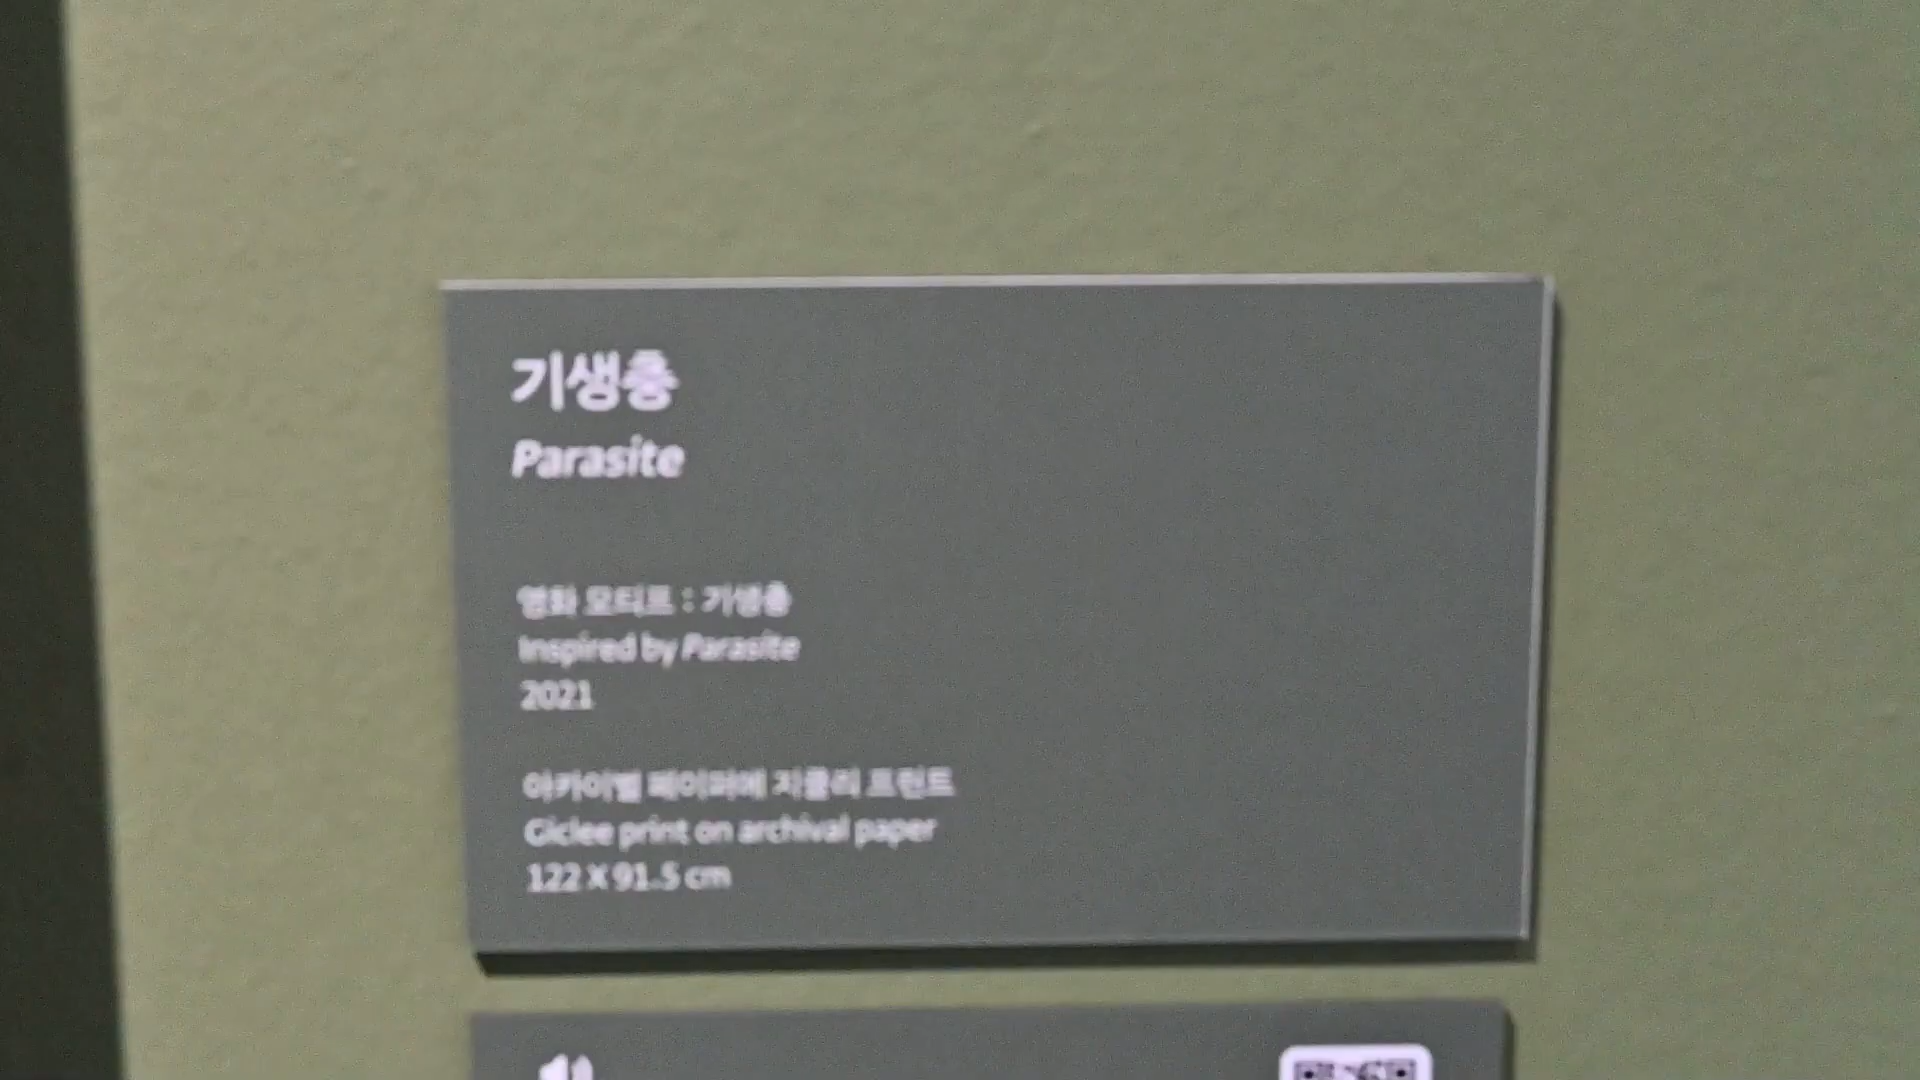 기생충
Parasite
영화 모티프 : 기생충
Inspired by Parasite
2021
아카이벌 페이퍼에 지클리 프린트
Giclee print on archival paper
122 X 91.5 cm